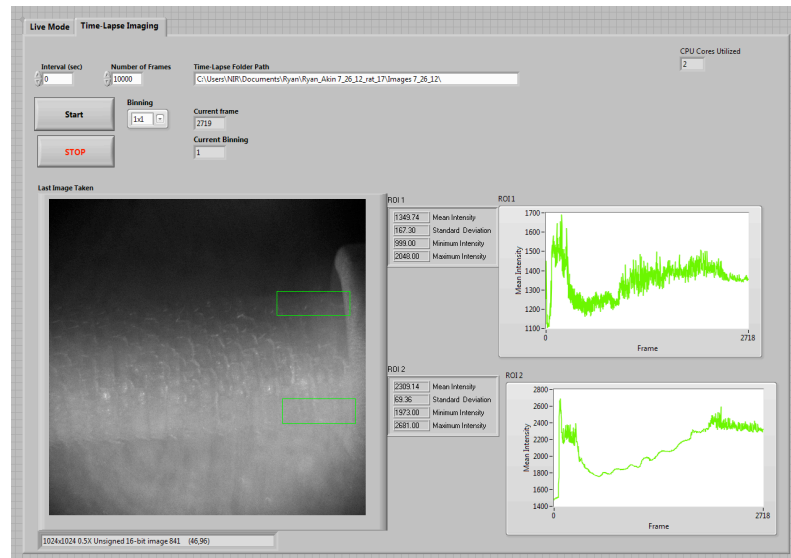 Live Mode Time-Lapse Imaging
CPU Cores Utilized
2
Interval (sec) Number of Frames Time-Lapse Folder Path
0 10000 C:\Users\NIR\Documents\Ryan\Ryan_Akin 7_26_12_rat_17\Images 7_26_12\
Start
Binning
1x1
Current frame
2719
STOP
Current Binning
1
Last Image Taken
ROI 1
1349.74 Mean Intensity
167.30 Standard Deviation
999.00 Minimum Intensity
2048.00 Maximum Intensity
ROI1
Mean Intensity
1700
1600
1500
1400
1300
1200
1100
0 2718
Frame
ROI 2
2309.14 Mean Intensity
69.36 Standard Deviation
1973.00 Minimum Intensity
2681.00 Maximum Intensity
ROI 2
Mean Intensity
2800
2600
2400
2200
2000
1800
1600
1400
0 2718
Frame
1024x1024 0.5X Unsigned 16-bit image 841 (46,96)